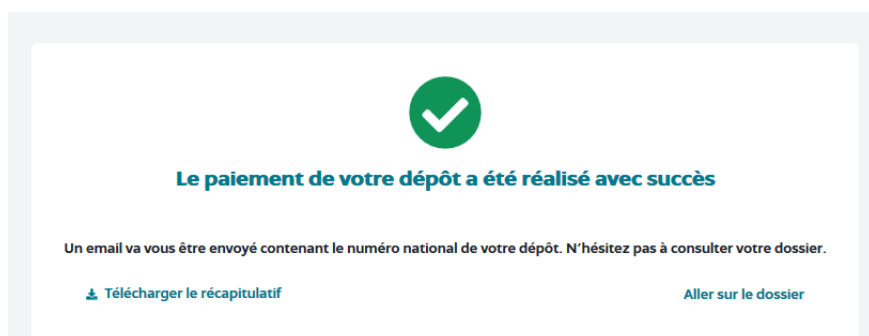 Le paiement de votre dépôt a été réalisé avec succès
Un email va vous être envoyé contenant le numéro national de votre dépôt. N'hésitez pas à consulter votre dossier.
Télécharger le récapitulatif
Aller sur le dossier